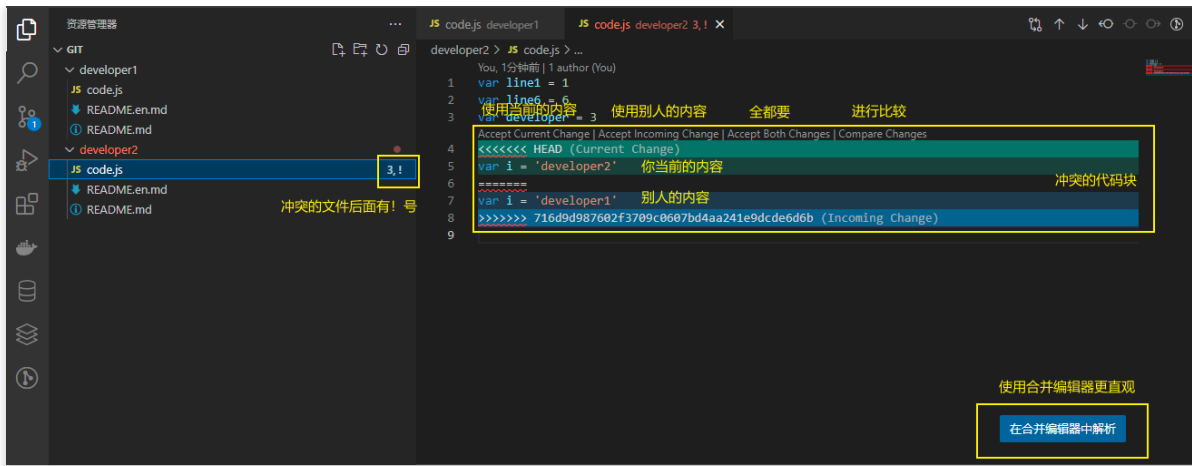 资源管理器
GIT
developer1
JS code.js
README.en.md
README.md
developer2
JS code.js 3, !
README.en.md
README.md
1
冲突的文件后面有！号
JS code.js developer1
JS code.js developer2 3, !
developer2 > JS code.js > ...
You, 1分钟前 | 1 author (You)
1 var line1 = 1
2 var line6 = 6
使用当前的内容 使用别人的内容 全都要 进行比较
3 var developer = 3
Accept Current Change | Accept Incoming Change | Accept Both Changes | Compare Changes
4 <<<<<<< HEAD (Current Change)
5 var i = 'developer2' 你当前的内容
6 =======
冲突的代码块
7 var i = 'developer1' 别人的内容
8 >>>>>>> 716d9d987602f3709c0607bd4aa241e9dcde6d6b (Incoming Change)
9
使用合并编辑器更直观
在合并编辑器中解析